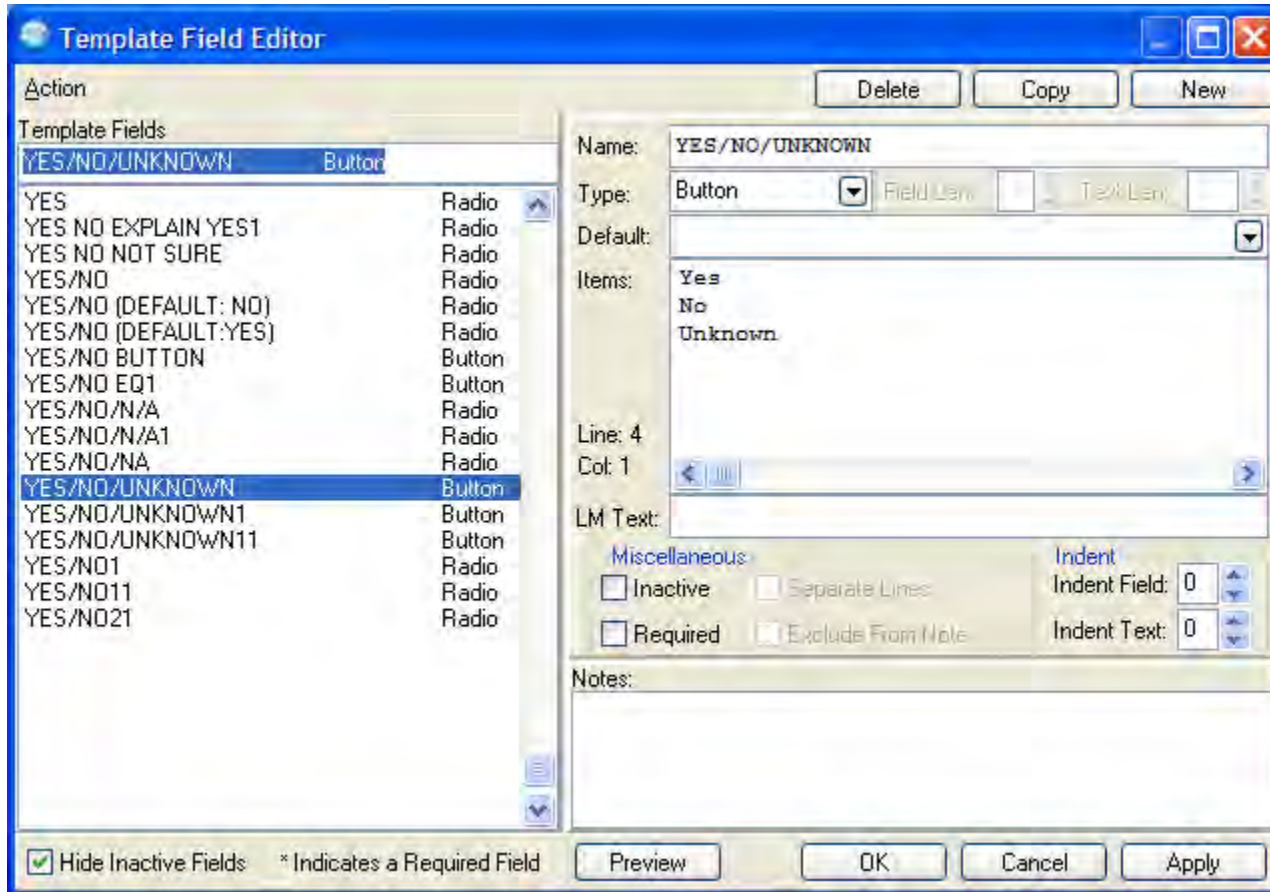 Template Field Editor
Action
Delete
Copy
New
Template Fields
YES/NO/UNKNOWN Button
YES Radio
YES NO EXPLAIN YES1 Radio
YES NO NOT SURE Radio
YES/NO Radio
YES/NO (DEFAULT: NO) Radio
YES/NO (DEFAULT:YES) Radio
YES/NO BUTTON Button
YES/NO EQ1 Button
YES/NO/N/A Radio
YES/NO/N/A1 Radio
YES/NO/NA Radio
YES/NO/UNKNOWN Button
YES/NO/UNKNOWN1 Button
YES/NO/UNKNOWN11 Button
YES/NO1 Radio
YES/NO11 Radio
YES/NO21 Radio
Hide Inactive Fields
* Indicates a Required Field
Name: YES/NO/UNKNOWN
Type: Button Field Len: Text Len:
Default:
Items: Yes
No
Unknown
Line: 4
Col: 1
LM Text:
Miscellaneous
Inactive
Separate Lines
Required
Exclude From Note
Indent
Indent Field: 0
Indent Text: 0
Notes:
Preview
OK
Cancel
Apply